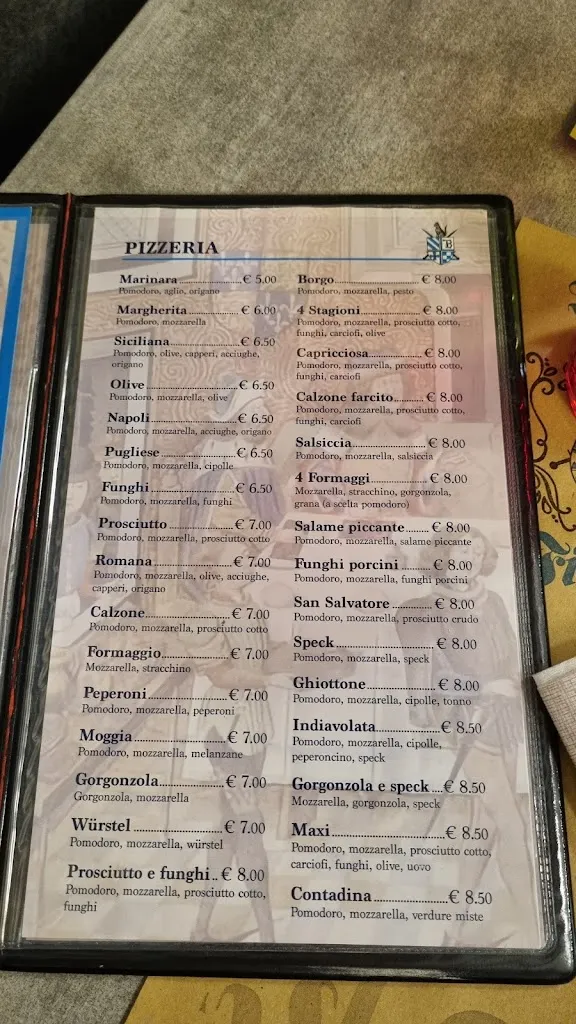 PIZZERIA
B
Marinara........................€ 5.00
Pomodoro, aglio, origano
Margherita..................€ 6.00
Pomodoro, mozzarella
Siciliana........................€ 6.50
Pomodoro, olive, capperi, acciughe,
origano
Olive..............................€ 6.50
Pomodoro, mozzarella, olive
Napoli...........................€ 6.50
Pomodoro, mozzarella, acciughe, origano
Pugliese........................€ 6.50
Pomodoro, mozzarella, cipolle
Funghi..........................€ 6.50
Pomodoro, mozzarella, funghi
Prosciutto....................€ 7.00
Pomodoro, mozzarella, prosciutto cotto
Romana........................€ 7.00
Pomodoro, mozzarella, olive, acciughe,
capperi, origano
Calzone........................€ 7.00
Pomodoro, mozzarella, prosciutto cotto
Formaggio...................€ 7.00
Mozzarella, stracchino
Peperoni......................€ 7.00
Pomodoro, mozzarella, peperoni
Moggia.........................€ 7.00
Pomodoro, mozzarella, melanzane
Gorgonzola.................€ 7.00
Gorgonzola, mozzarella
Würstel........................€ 7.00
Pomodoro, mozzarella, würstel
Prosciutto e funghi..€ 8.00
Pomodoro, mozzarella, prosciutto cotto,
funghi
Borgo............................€ 8.00
Pomodoro, mozzarella, pesto
4 Stagioni.....................€ 8.00
Pomodoro, mozzarella, prosciutto cotto,
funghi, carciofi, olive
Capricciosa..................€ 8.00
Pomodoro, mozzarella, prosciutto cotto,
funghi, carciofi
Calzone farcito.........€ 8.00
Pomodoro, mozzarella, prosciutto cotto,
funghi, carciofi
Salsiccia.......................€ 8.00
Pomodoro, mozzarella, salsiccia
4 Formaggi..................€ 8.00
Mozzarella, stracchino, gorgonzola,
grana (a scelta pomodoro)
Salame piccante.......€ 8.00
Pomodoro, mozzarella, salame piccante
Funghi porcini..........€ 8.00
Pomodoro, mozzarella, funghi porcini
San Salvatore.............€ 8.00
Pomodoro, mozzarella, prosciutto crudo
Speck............................€ 8.00
Pomodoro, mozzarella, speck
Ghiottone....................€ 8.00
Pomodoro, mozzarella, cipolle, tonno
Indiavolata..................€ 8.50
Pomodoro, mozzarella, cipolle,
peperoncino, speck
Gorgonzola e speck...€ 8.50
Mozzarella, gorgonzola, speck
Maxi..............................€ 8.50
Pomodoro, mozzarella, prosciutto cotto,
carciofi, funghi, olive, uovo
Contadina...................€ 8.50
Pomodoro, mozzarella, verdure miste